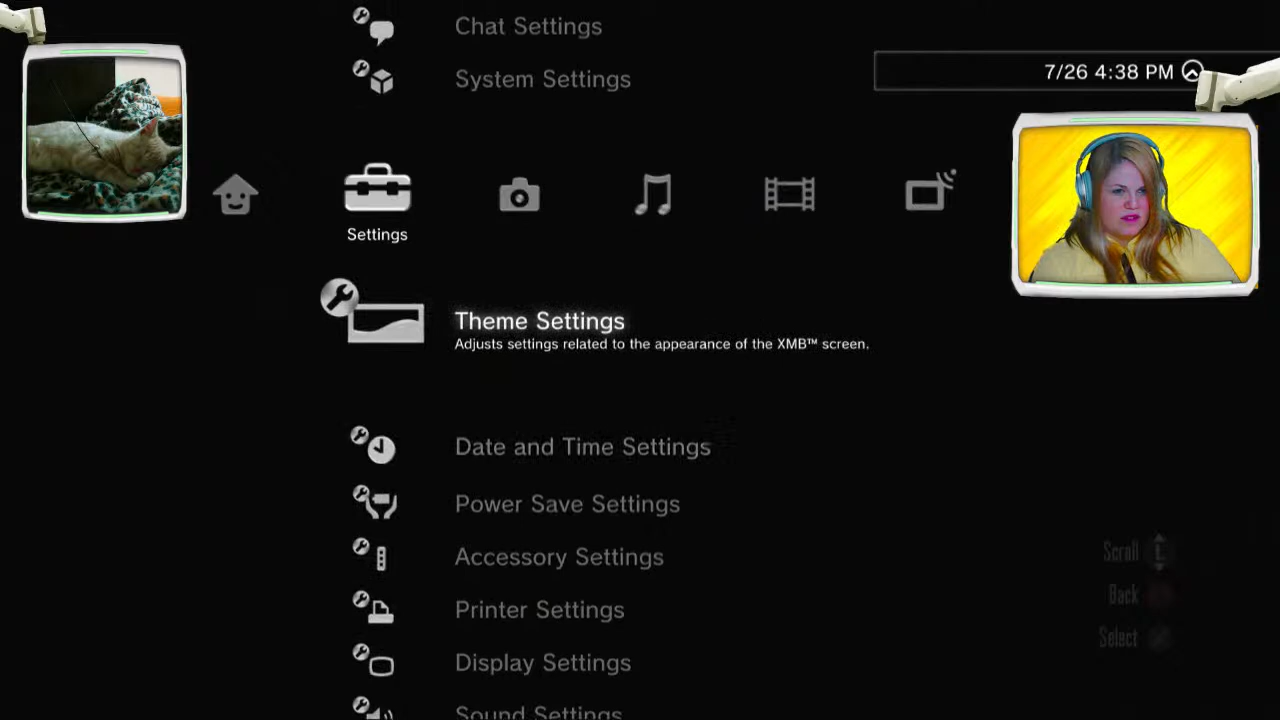 Chat Settings
System Settings
7/26 4:38 PM
Settings
Theme Settings
Adjusts settings related to the appearance of the XMB™ screen.
Date and Time Settings
Power Save Settings
Accessory Settings
Printer Settings
Display Settings
Sound Settings
Scroll L
Back
Select